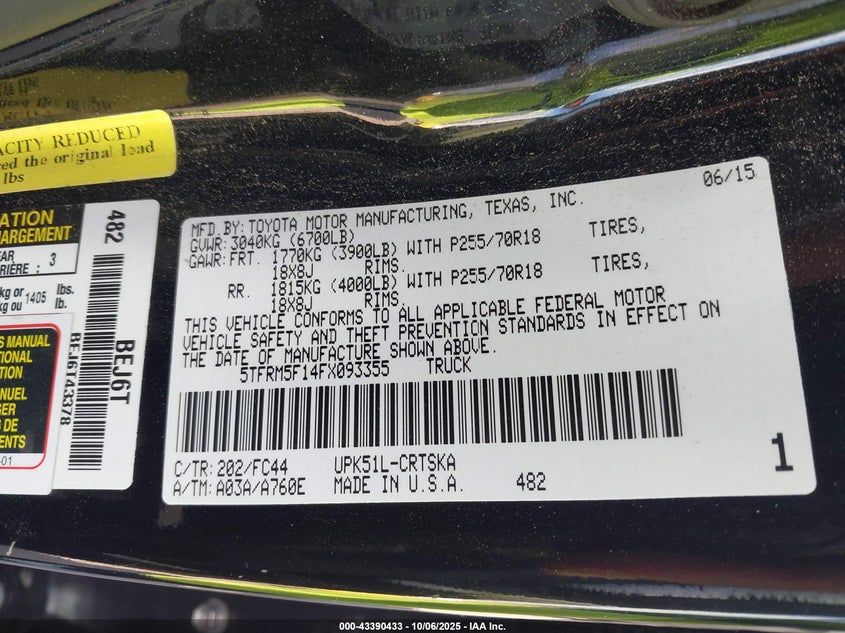 ACITY REDUCED
ed the original load
lbs
ATION
HARGEMENT
EAR
RIÈRE : 3
kg or 1405 lbs.
kg ou lb.
S MANUAL
TIONAL
ATION
NUEL
GER
DE
ENTS
-01
482
BEJ6T
BEJ6T43378
06/15
MFD.BY: TOYOTA MOTOR MANUFACTURING, TEXAS, INC.
GVWR: 3040KG (6700LB)
GAWR: FRT. 1770KG (3900LB) WITH P255/70R18 TIRES,
18X8J RIMS.
RR. 1815KG (4000LB) WITH P255/70R18 TIRES,
18X8J RIMS.
THIS VEHICLE CONFORMS TO ALL APPLICABLE FEDERAL MOTOR
VEHICLE SAFETY AND THEFT PREVENTION STANDARDS IN EFFECT ON
THE DATE OF MANUFACTURE SHOWN ABOVE.
5TFRM5F14FX093355 TRUCK
C/TR: 202/FC44 UPK51L-CRTSKA
A/TM: A03A/A760E MADE IN U.S.A. 482
1
000-43390433 - 10/06/2025 - IAA Inc.